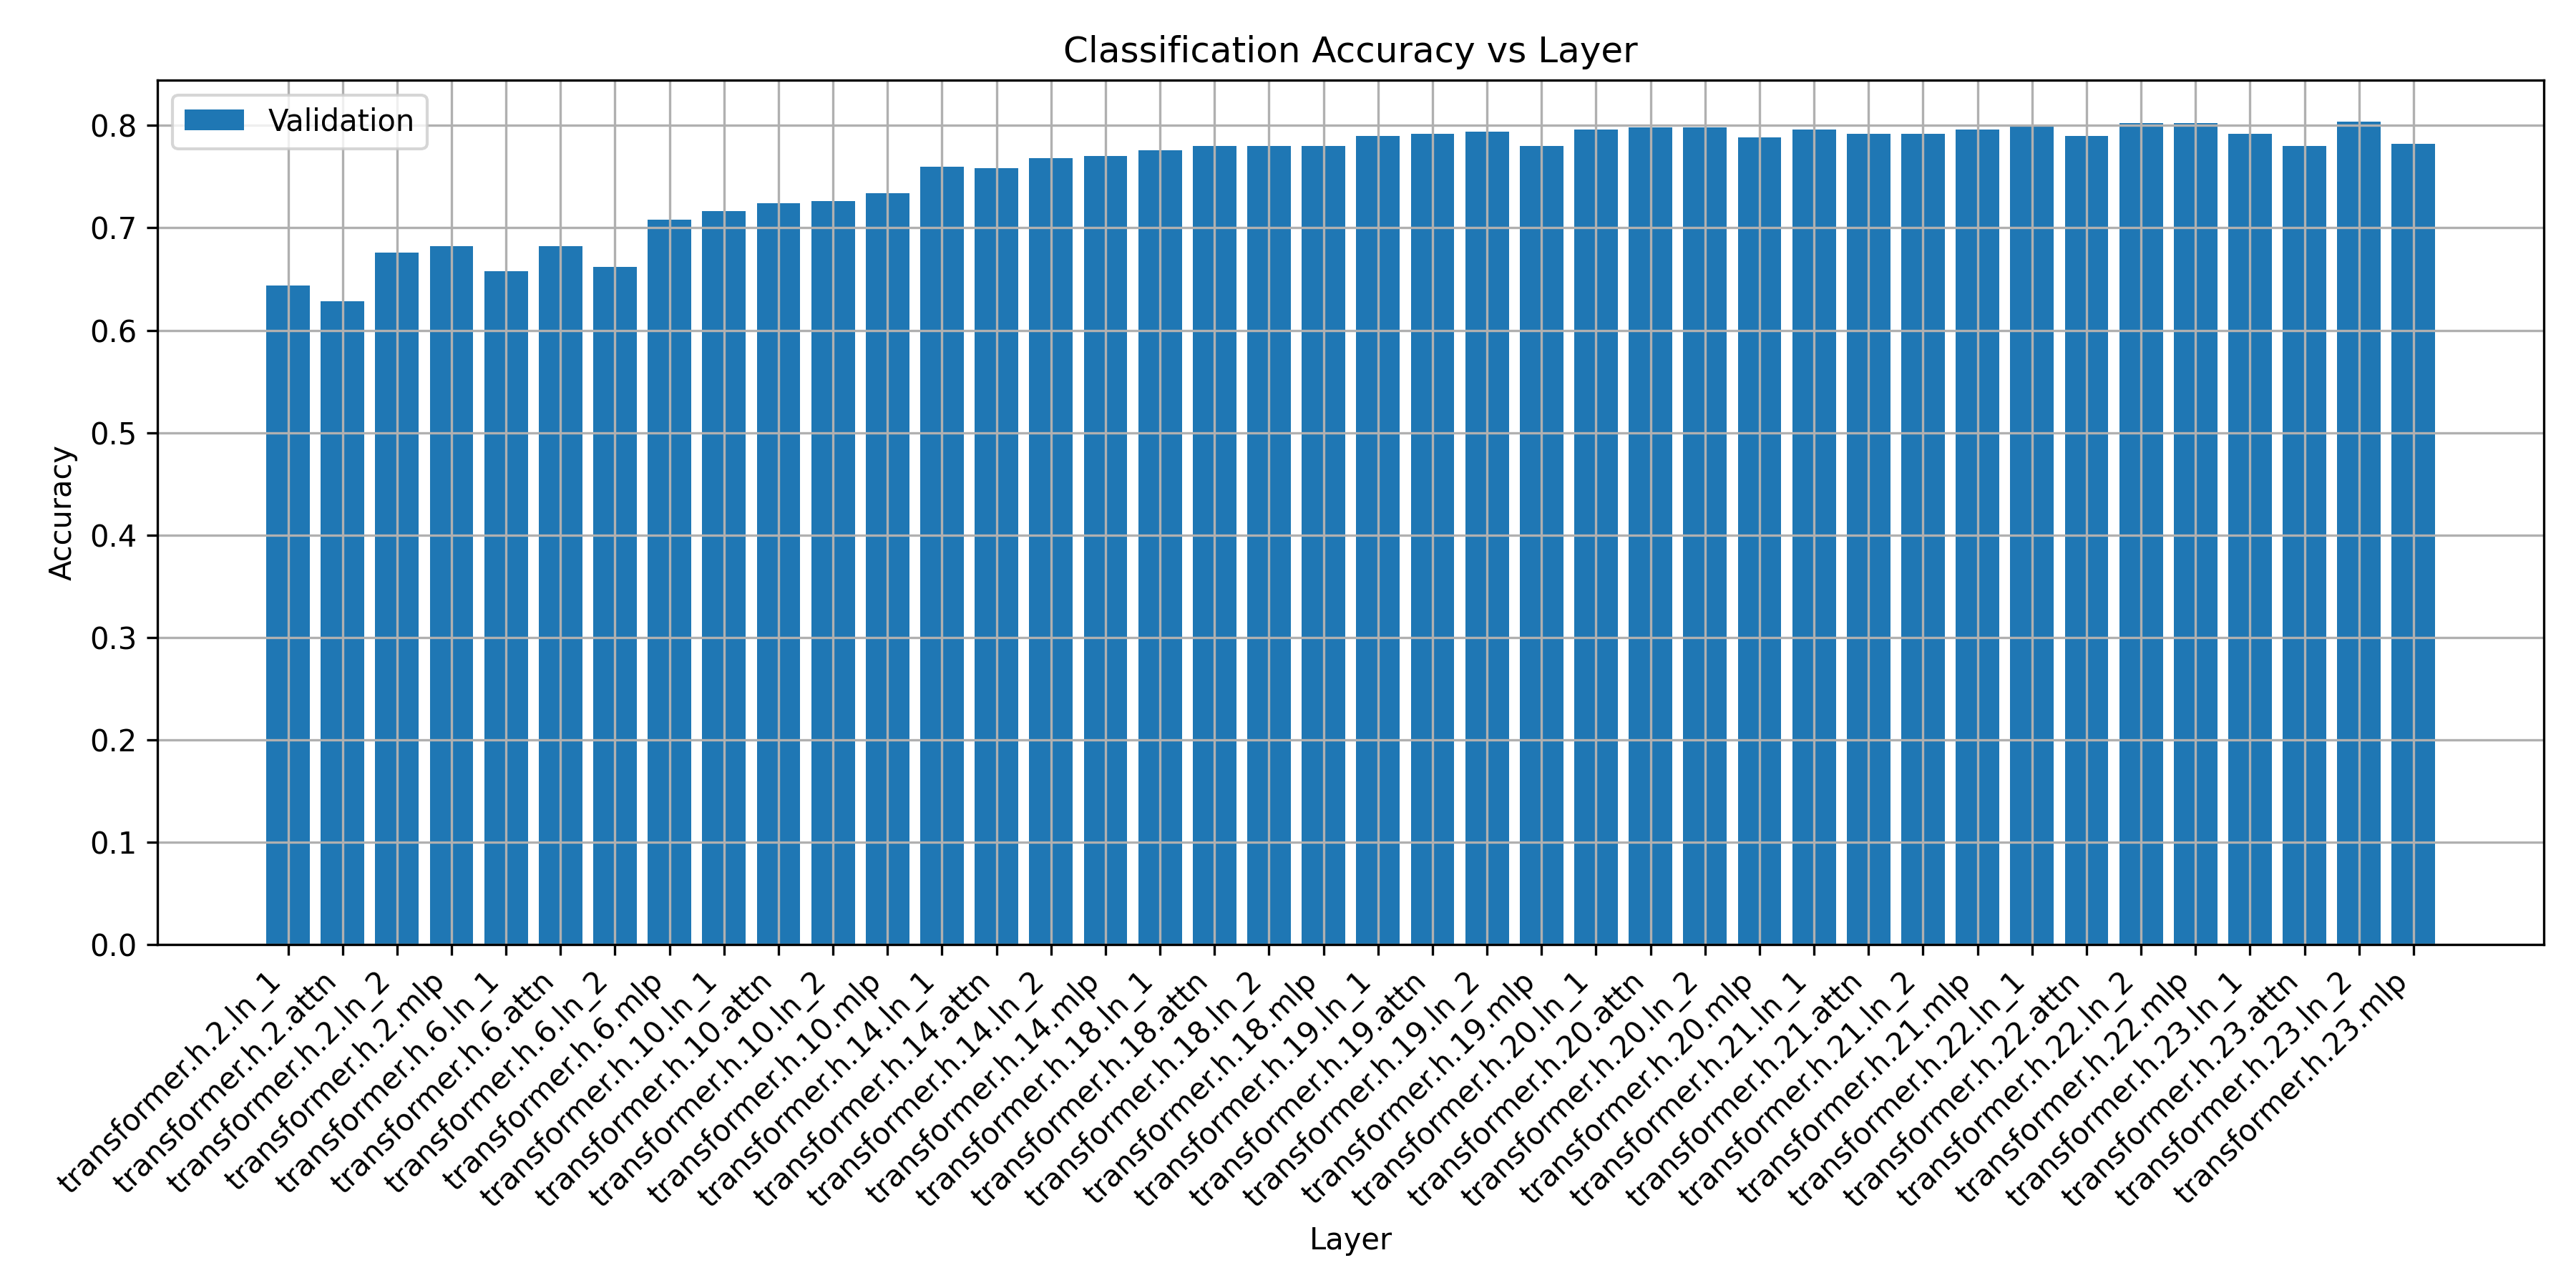 Classification Accuracy vs Layer
Validation
0.8
0.7
0.6
0.5
0.4
0.3
0.2
0.1
0.0
Accuracy
transformer.h.2.ln_1
transformer.h.2.attn
transformer.h.2.ln_2
transformer.h.2.mlp
transformer.h.6.ln_1
transformer.h.6.attn
transformer.h.6.ln_2
transformer.h.6.mlp
transformer.h.10.ln_1
transformer.h.10.attn
transformer.h.10.ln_2
transformer.h.10.mlp
transformer.h.14.ln_1
transformer.h.14.attn
transformer.h.14.ln_2
transformer.h.14.mlp
transformer.h.18.ln_1
transformer.h.18.attn
transformer.h.18.ln_2
transformer.h.18.mlp
transformer.h.19.ln_1
transformer.h.19.attn
transformer.h.19.ln_2
transformer.h.19.mlp
transformer.h.20.ln_1
transformer.h.20.attn
transformer.h.20.ln_2
transformer.h.20.mlp
transformer.h.21.ln_1
transformer.h.21.attn
transformer.h.21.ln_2
transformer.h.21.mlp
transformer.h.22.ln_1
transformer.h.22.attn
transformer.h.22.ln_2
transformer.h.22.mlp
transformer.h.23.ln_1
transformer.h.23.attn
transformer.h.23.ln_2
transformer.h.23.mlp
Layer